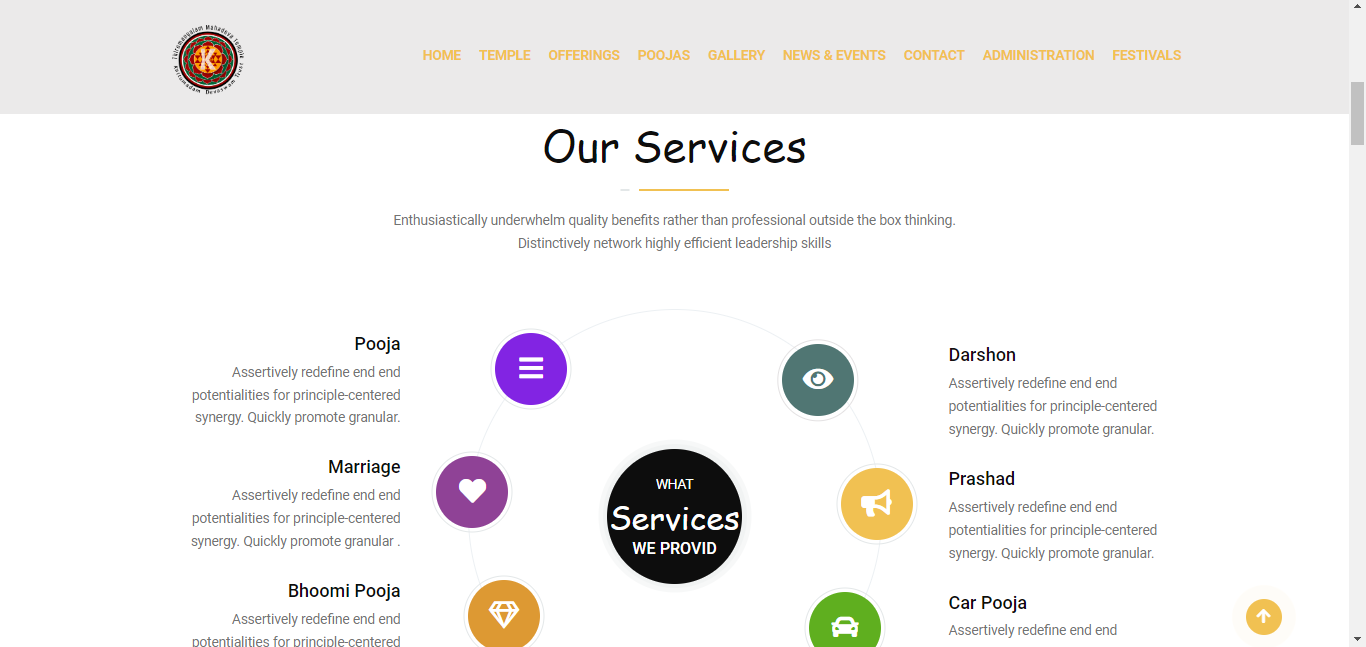 Thirumangalam Mahadeva Temple
K
HOME TEMPLE OFFERINGS POOJAS GALLERY NEWS & EVENTS CONTACT ADMINISTRATION FESTIVALS
Our Services
Enthusiastically underwhelm quality benefits rather than professional outside the box thinking.
Distinctively network highly efficient leadership skills
Pooja
Assertively redefine end end
potentialities for principle-centered
synergy. Quickly promote granular.
Marriage
Assertively redefine end end
potentialities for principle-centered
synergy. Quickly promote granular .
Bhoomi Pooja
Assertively redefine end end
potentialities for principle-centered
WHAT
Services
WE PROVID
Darshon
Assertively redefine end end
potentialities for principle-centered
synergy. Quickly promote granular.
Prashad
Assertively redefine end end
potentialities for principle-centered
synergy. Quickly promote granular.
Car Pooja
Assertively redefine end end